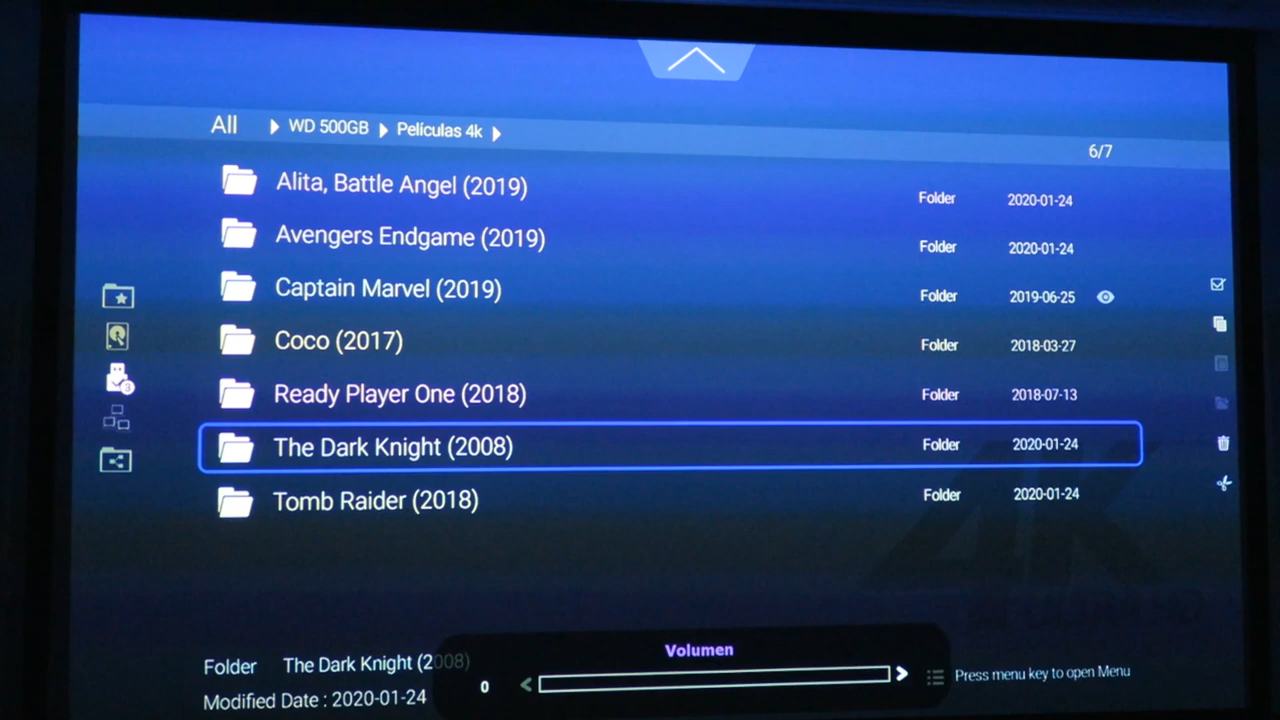 All WD 500GB Películas 4k
6/7
Alita, Battle Angel (2019) Folder 2020-01-24
Avengers Endgame (2019) Folder 2020-01-24
Captain Marvel (2019) Folder 2019-06-25
Coco (2017) Folder 2018-03-27
Ready Player One (2018) Folder 2018-07-13
The Dark Knight (2008) Folder 2020-01-24
Tomb Raider (2018) Folder 2020-01-24
3
4K
Folder The Dark Knight (2008)
Modified Date : 2020-01-24
Volumen
0
Press menu key to open Menu